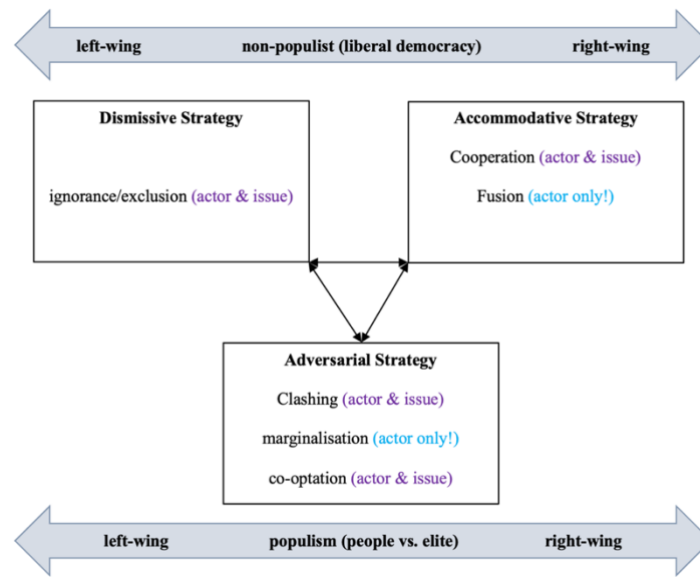 left-wing non-populist (liberal democracy) right-wing
Dismissive Strategy
ignorance/exclusion (actor & issue)
Accommodative Strategy
Cooperation (actor & issue)
Fusion (actor only!)
Adversarial Strategy
Clashing (actor & issue)
marginalisation (actor only!)
co-optation (actor & issue)
left-wing populism (people vs. elite) right-wing